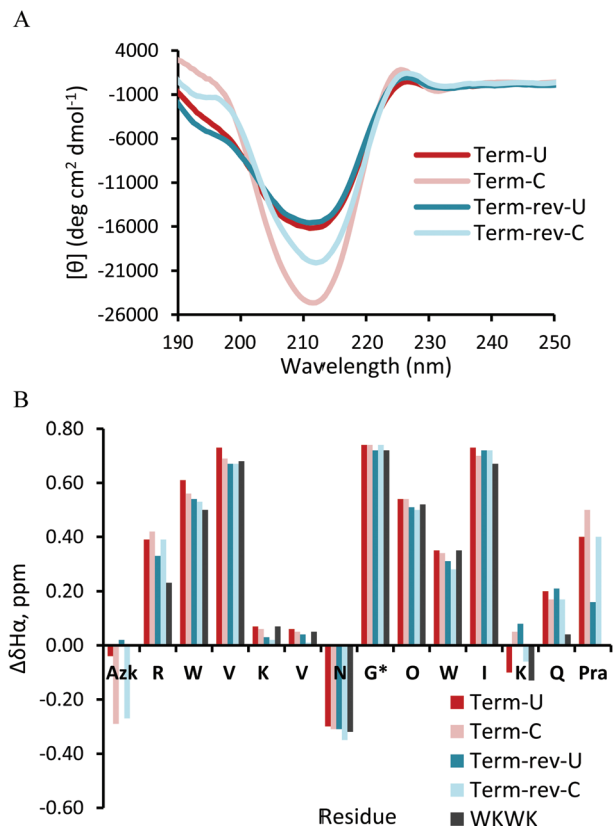 A
[θ] (deg cm² dmol⁻¹)
4000
-1000
-6000
-11000
-16000
-21000
-26000
190 200 210 220 230 240 250
Wavelength (nm)
Term-U
Term-C
Term-rev-U
Term-rev-C
B
ΔδHα, ppm
0.80
0.60
0.40
0.20
0.00
-0.20
-0.40
-0.60
Azk R W V K V N G* O W I K Q Pra
Term-U
Term-C
Term-rev-U
Term-rev-C
WKWK
Residue